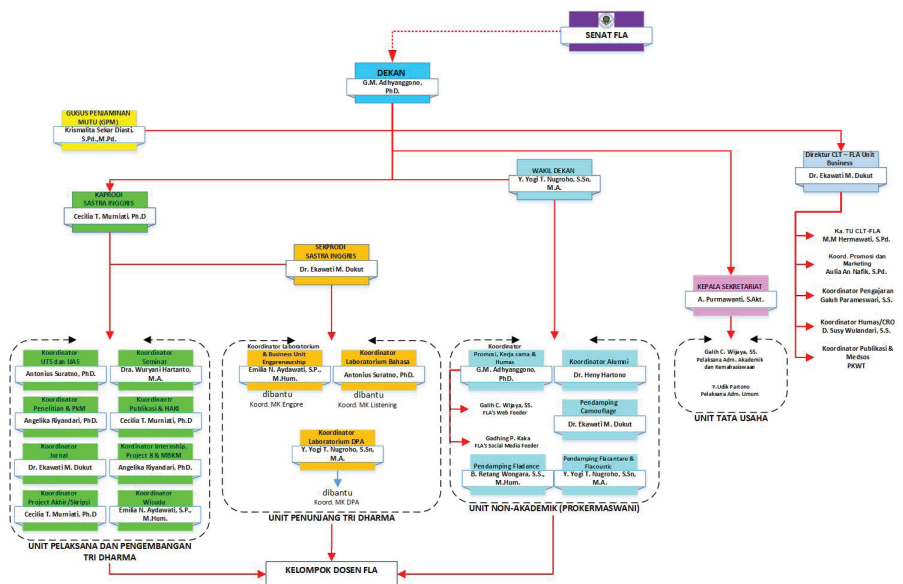 SENAT FLA
DEKAN
G.M. Adhyanggono,
PhD.
GUGUS PENJAMINAN
MUTU (GPM)
Krismalita Sekar Diasti,
S.Pd.,M.Pd.
WAKIL DEKAN
Y. Yogi T. Nugroho, S.Sn,
M.A.
Direktur CLT – FLA Unit
Business
Dr. Ekawati M. Dukut
KAPRODI
SASTRA INGGRIS
Cecilia T. Murniati, Ph.D
SEKPRODI
SASTRA INGGRIS
Dr. Ekawati M. Dukut
KEPALA SEKRETARIAT
A. Purmawanti, S.Akt.
Ka. TU CLT-FLA
M.M Hermawati, S.Pd.
Koord. Promosi dan
Marketing
Aulia An Nafik, S.Pd.
Koordinator Pengajaran
Galuh Parameswari, S.S.
Koordinator Humas/CRO
D. Susy Wulandari, S.S.
Koordinator Publikasi &
Medsos
PKWT
Koordinator
UTS dan UAS
Antonius Suratno, PhD.
Koordinator
Seminar
Dra. Wuryani Hartanto,
M.A.
Koordinator
Penelitian & PkM
Angelika Riyandari, PhD.
Koordinaotr
Publikasi & HAKI
Cecilia T. Murniati, PhD.
Koordinator
Jurnal
Dr. Ekawati M. Dukut
Kordinator Internship,
Project 8 & MBKM
Angelika Riyandari, PhD.
Koordinator
Project Akhir/Skripsi
Cecilia T. Murniati, Ph.D
Koordinator
Wisuda
Emilia N. Aydawati, S.P.,
M.Hum.
UNIT PELAKSANA DAN PENGEMBANGAN
TRI DHARMA
Koordinator Laboratorium
& Business Unit
Engpreneurship
Emilia N. Aydawati, S.P.,
M.Hum.
dibantu
Koord. MK Engpre
Koordinator
Laboratorium Bahasa
Antonius Suratno, PhD.
dibantu
Koord. MK Listening
Koordinator
Laboratorium DPA
Y. Yogi T. Nugroho, S.Sn,
M.A.
dibantu
Koord. MK DPA
UNIT PENUNJANG TRI DHARMA
Koordinator
Promosi, Kerja sama &
Humas
G.M. Adhyanggono,
PhD.
Galih C. Wijaya, SS.
FLA's Web Feeder
Gadhing P. Kaka
FLA's Social Media Feeder
Koordinator Alumni
Dr. Heny Hartono
Pendamping
Camouflage
Dr. Ekawati M. Dukut
Pendamping Fladance
B. Retang Wongara, S.S.,
M.Hum.
Pendamping Flacantare &
Flacoustic
Y. Yogi T. Nugroho, S.Sn,
M.A.
UNIT NON-AKADEMIK (PROKERMASWANI)
Galih C. Wijaya, SS.
Pelaksana Adm. Akademik
dan Kemahasiswaan
Y.Udik Partono
Pelaksana Adm. Umum
UNIT TATA USAHA
KELOMPOK DOSEN FLA